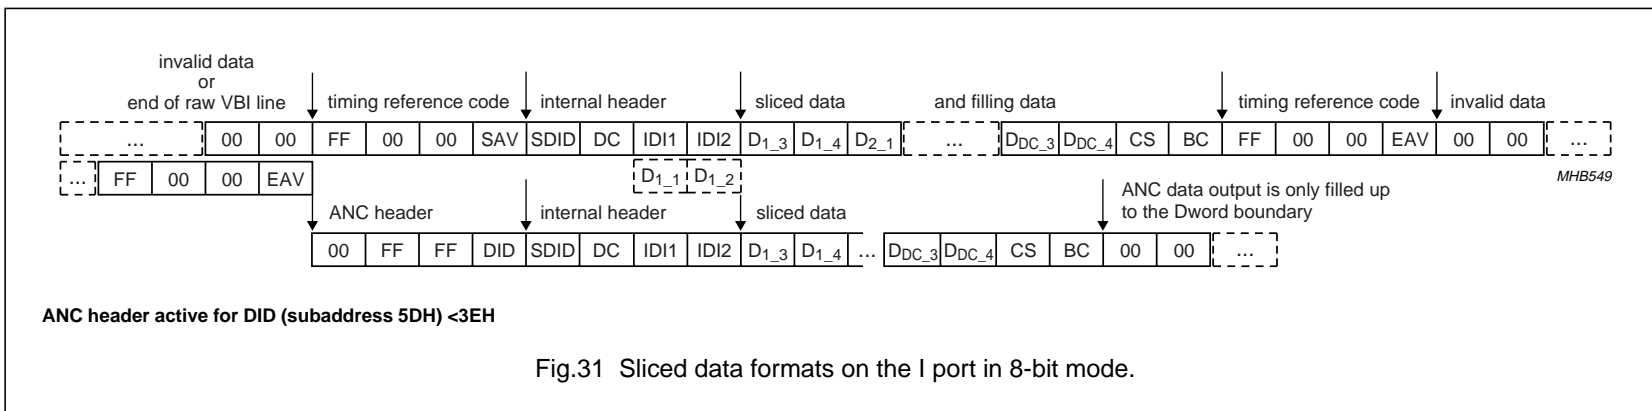 invalid data
or
end of raw VBI line
timing reference code internal header sliced data and filling data timing reference code invalid data
... 00 00 FF 00 00 SAV SDID DC IDI1 IDI2 D1_3 D1_4 D2_1 ... DDC_3 DDC_4 CS BC FF 00 00 EAV 00 00 ...
... FF 00 00 EAV D1_1 D1_2 MHB549
ANC data output is only filled up
to the Dword boundary
ANC header internal header sliced data
00 FF FF DID SDID DC IDI1 IDI2 D1_3 D1_4 ... DDC_3 DDC_4 CS BC 00 00 ...
ANC header active for DID (subaddress 5DH) <3EH
Fig.31 Sliced data formats on the I port in 8-bit mode.